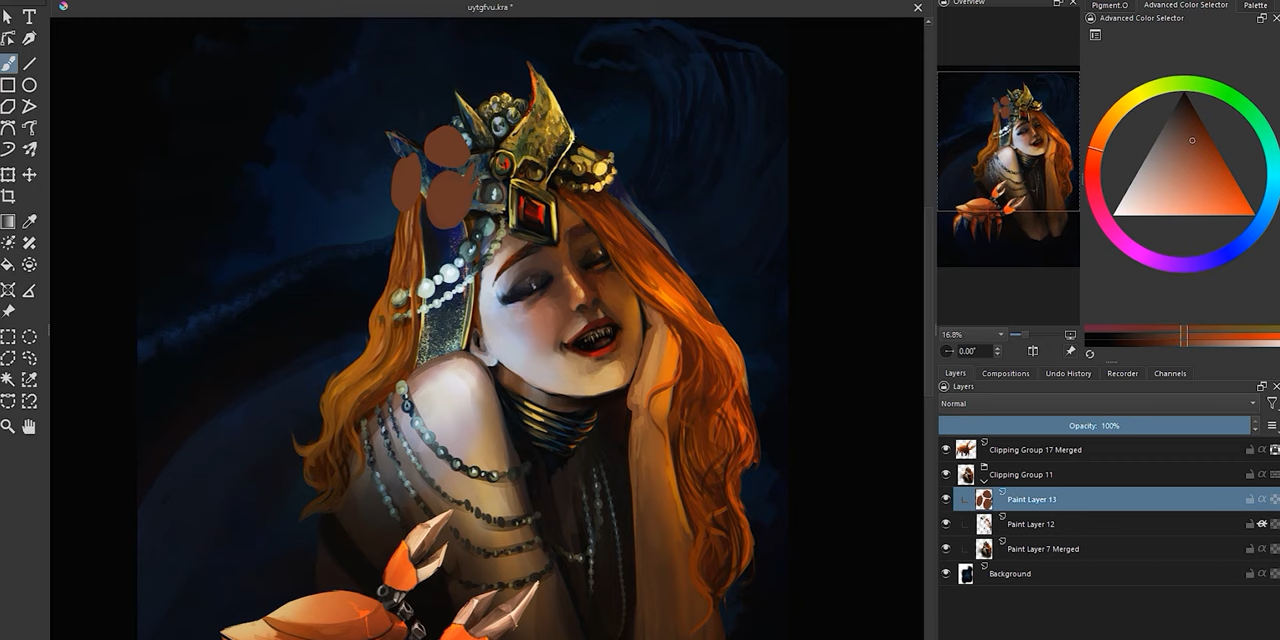 uytgfvu.kra *
Overview
Pigment.O
Advanced Color Selector
Palette
Advanced Color Selector
16.8%
0.00°
Layers
Compositions
Undo History
Recorder
Channels
Layers
Normal
Opacity: 100%
Clipping Group 17 Merged
Clipping Group 11
Paint Layer 13
Paint Layer 12
Paint Layer 7 Merged
Background